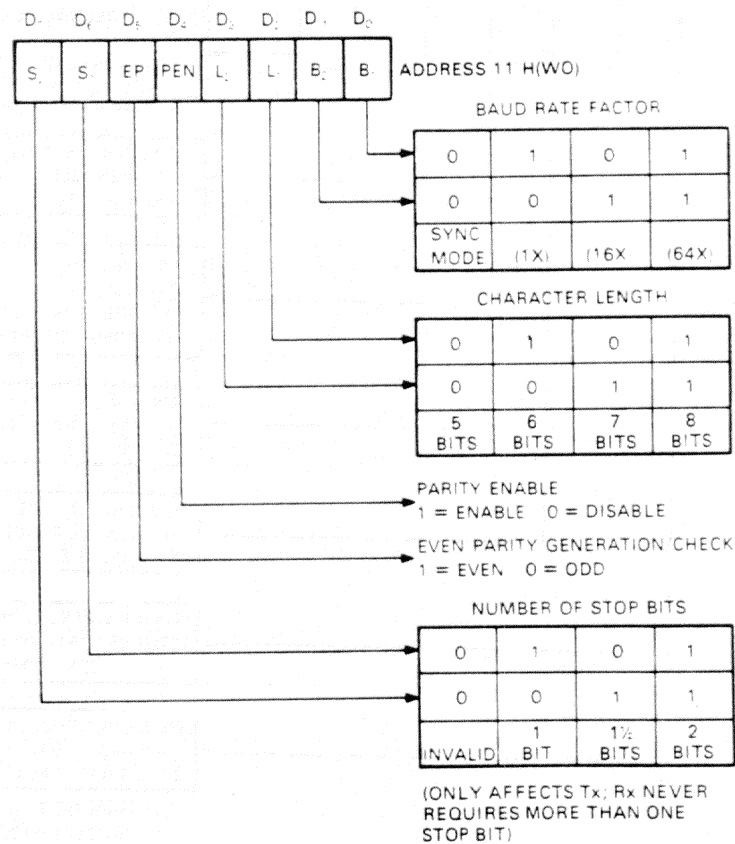 D₇ D₆ D₅ D₄ D₃ D₂ D₁ D₀
S₂ S₁ EP PEN L₂ L₁ B₂ B₁ ADDRESS 11 H(WO)
BAUD RATE FACTOR
0 1 0 1
0 0 1 1
SYNC
MODE (1X) (16X (64X)
CHARACTER LENGTH
0 1 0 1
0 0 1 1
5 6 7 8
BITS BITS BITS BITS
PARITY ENABLE
1 = ENABLE 0 = DISABLE
EVEN PARITY GENERATION/CHECK
1 = EVEN 0 = ODD
NUMBER OF STOP BITS
0 1 0 1
0 0 1 1
1 1½ 2
INVALID BIT BITS BITS
(ONLY AFFECTS Tx; Rx NEVER
REQUIRES MORE THAN ONE
STOP BIT)